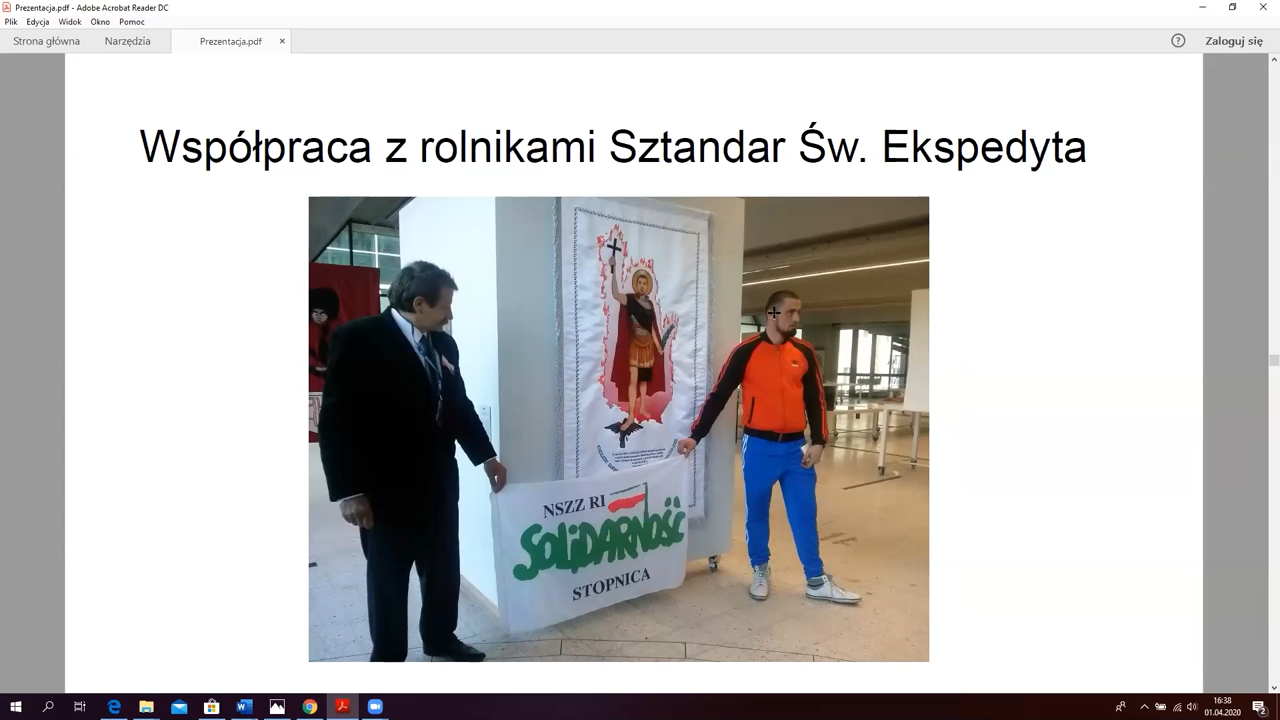 Prezentacja.pdf - Adobe Acrobat Reader DC
Plik Edycja Widok Okno Pomoc
Strona główna Narzędzia Prezentacja.pdf × ? Zaloguj się
Współpraca z rolnikami Sztandar Św. Ekspedyta
NSZZ RI
SOLIDARNOŚĆ
STOPNICA
16:38
01.04.2020
2